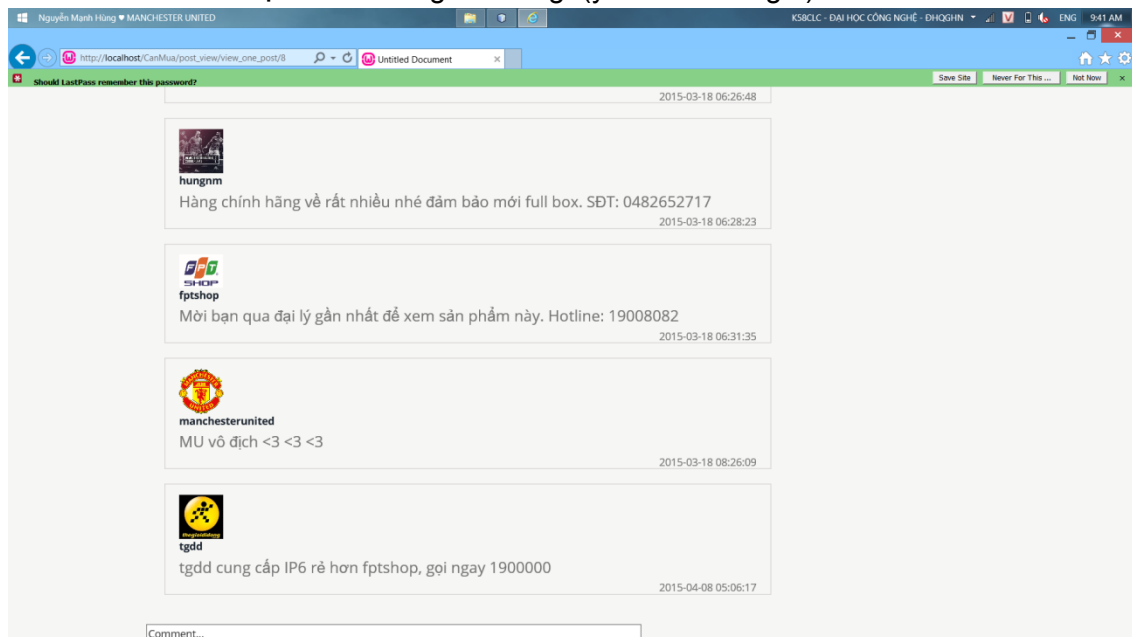 Nguyễn Mạnh Hùng ♥ MANCHESTER UNITED
K58CLC - ĐẠI HỌC CÔNG NGHỆ - ĐHQGHN
V
ENG
9:41 AM
http://localhost/CanMua/post_view/view_one_post/8
Untitled Document
Should LastPass remember this password?
Save Site
Never For This ...
Not Now
2015-03-18 06:26:48
hungnm
Hàng chính hãng về rất nhiều nhé đảm bảo mới full box. SĐT: 0482652717
2015-03-18 06:28:23
FPT
SHOP
fptshop
Mời bạn qua đại lý gần nhất để xem sản phẩm này. Hotline: 19008082
2015-03-18 06:31:35
MANCHESTER
UNITED
manchesterunited
MU vô địch <3 <3 <3
2015-03-18 08:26:09
thegioididong
tgdd
tgdd cung cấp IP6 rẻ hơn fptshop, gọi ngay 1900000
2015-04-08 05:06:17
Comment...